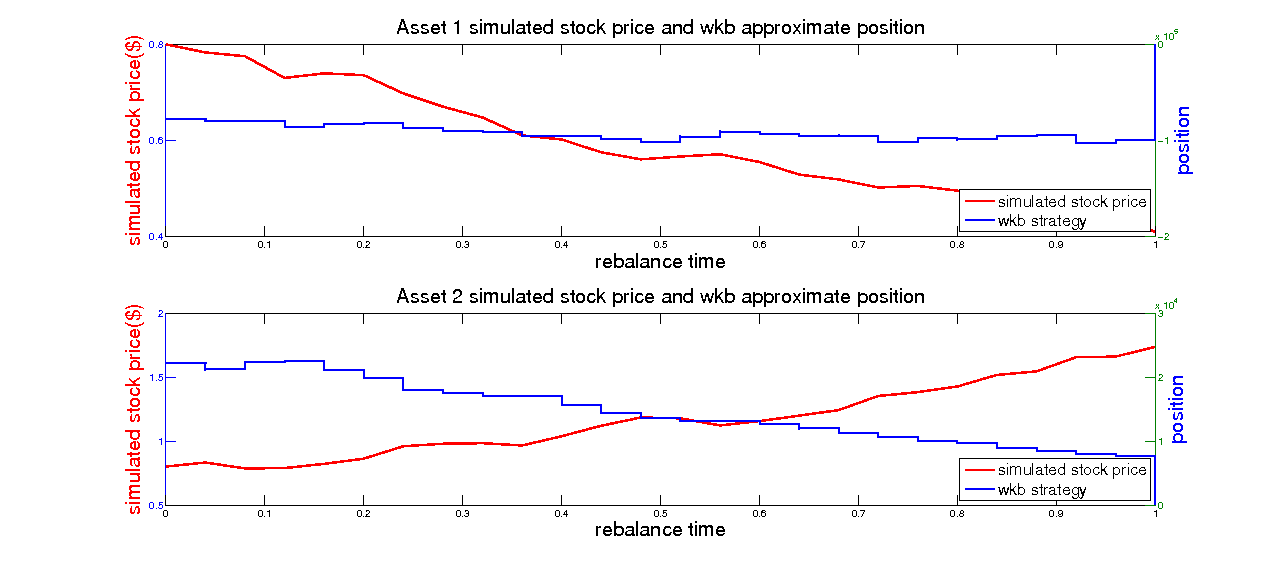 Asset 1 simulated stock price and wkb approximate position
x 10^5
simulated stock price($)
0.8
0.6
0.4
0
-1
-2
position
simulated stock price
wkb strategy
0 0.1 0.2 0.3 0.4 0.5 0.6 0.7 0.8 0.9 1
rebalance time
Asset 2 simulated stock price and wkb approximate position
x 10^4
simulated stock price($)
2
1.5
1
0.5
3
2
1
0
position
simulated stock price
wkb strategy
0 0.1 0.2 0.3 0.4 0.5 0.6 0.7 0.8 0.9 1
rebalance time